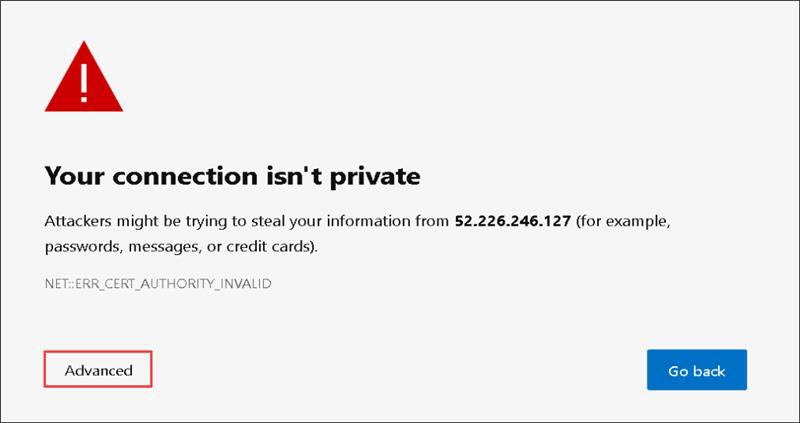 Your connection isn't private
Attackers might be trying to steal your information from 52.226.246.127 (for example,
passwords, messages, or credit cards).
NET::ERR_CERT_AUTHORITY_INVALID
Advanced
Go back